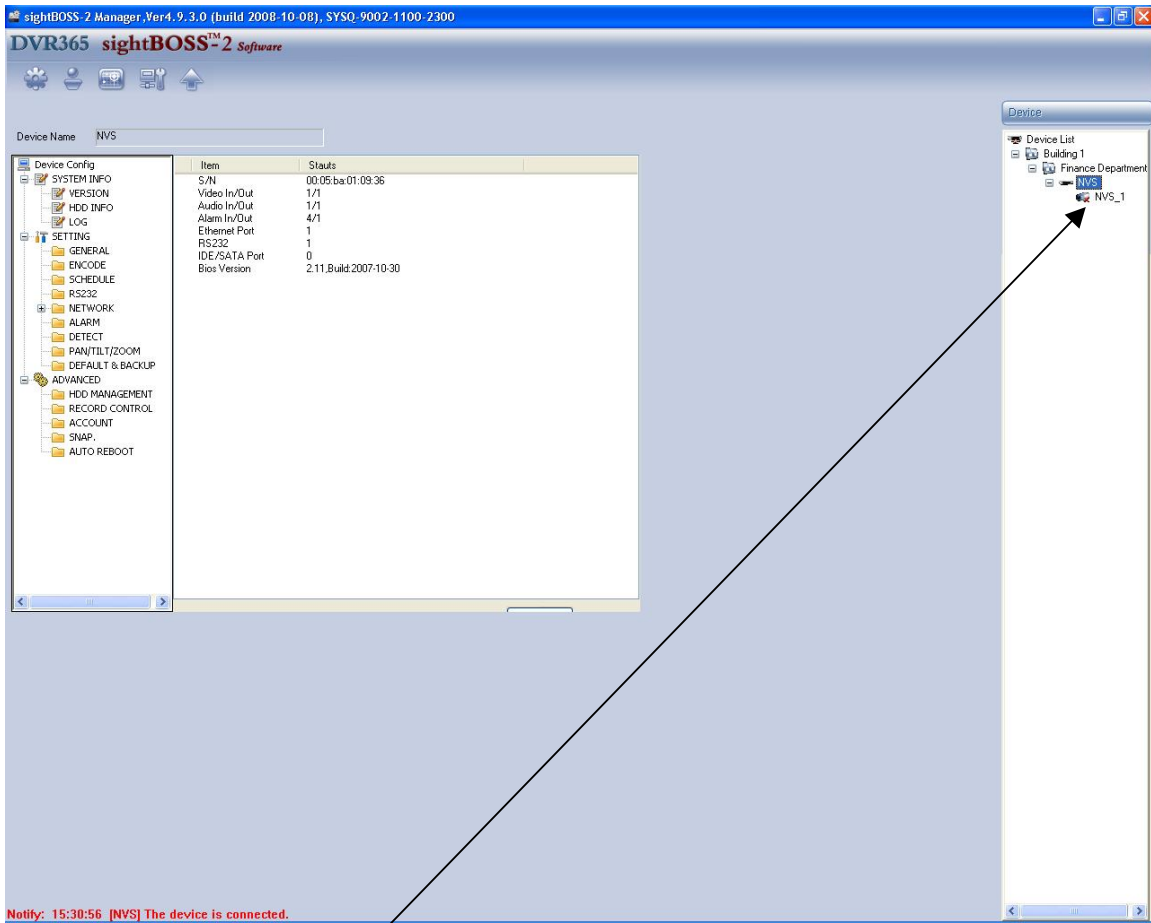 sightBOSS-2 Manager,Ver4.9.3.0 (build 2008-10-08), SYSQ-9002-1100-2300
DVR365 sightBOSS™-2 Software
Device Name NVS
Device Config
SYSTEM INFO
VERSION
HDD INFO
LOG
SETTING
GENERAL
ENCODE
SCHEDULE
RS232
NETWORK
ALARM
DETECT
PAN/TILT/ZOOM
DEFAULT & BACKUP
ADVANCED
HDD MANAGEMENT
RECORD CONTROL
ACCOUNT
SNAP.
AUTO REBOOT
Item Stauts
S/N 00:05:ba:01:09:36
Video In/Out 1/1
Audio In/Out 1/1
Alarm In/Out 4/1
Ethernet Port 1
RS232 1
IDE/SATA Port 0
Bios Version 2.11,Build:2007-10-30
Device
Device List
Building 1
Finance Department
NVS
NVS_1
Notify: 15:30:56 [NVS] The device is connected.